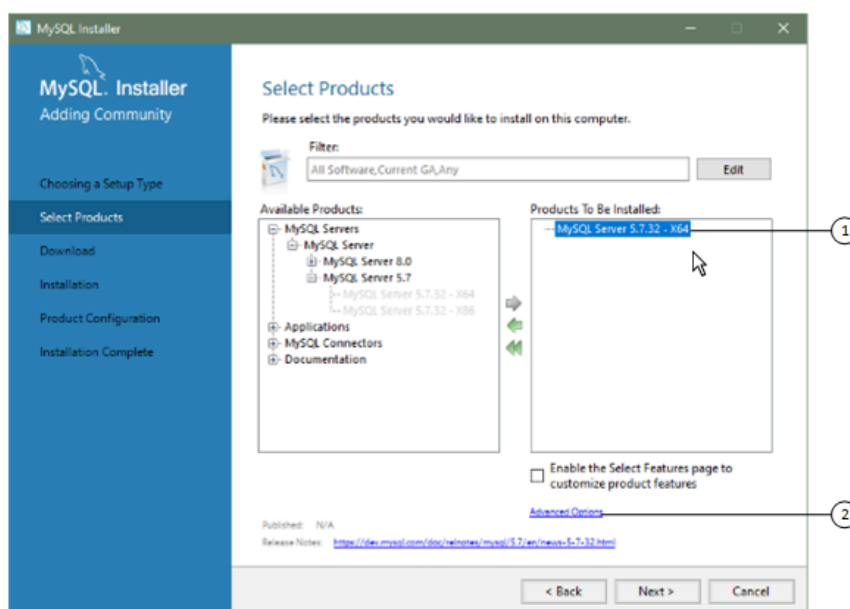 MySQL Installer
MySQL. Installer
Adding Community
Choosing a Setup Type
Select Products
Download
Installation
Product Configuration
Installation Complete
Select Products
Please select the products you would like to install on this computer.
Filter:
All Software,Current GA,Any
Edit
Available Products:
MySQL Servers
MySQL Server
MySQL Server 8.0
MySQL Server 5.7
MySQL Server 5.7.32 - X64
MySQL Server 5.7.32 - X86
Applications
MySQL Connectors
Documentation
Products To Be Installed:
MySQL Server 5.7.32 - X64
1
Enable the Select Features page to
customize product features
Advanced Options
2
Published: N/A
Release Notes: https://dev.mysql.com/doc/relnotes/mysql/5.7/en/news-5-7-32.html
< Back
Next >
Cancel